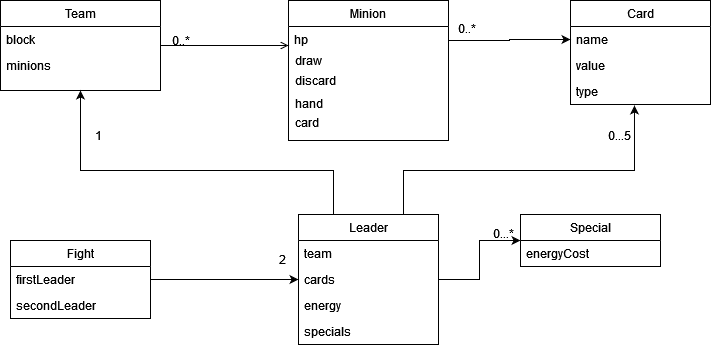 Team
block
minions
0..*
Minion
hp
draw
discard
hand
card
0..*
Card
name
value
type
1
0...5
Fight
firstLeader
secondLeader
2
Leader
team
cards
energy
specials
0...*
Special
energyCost